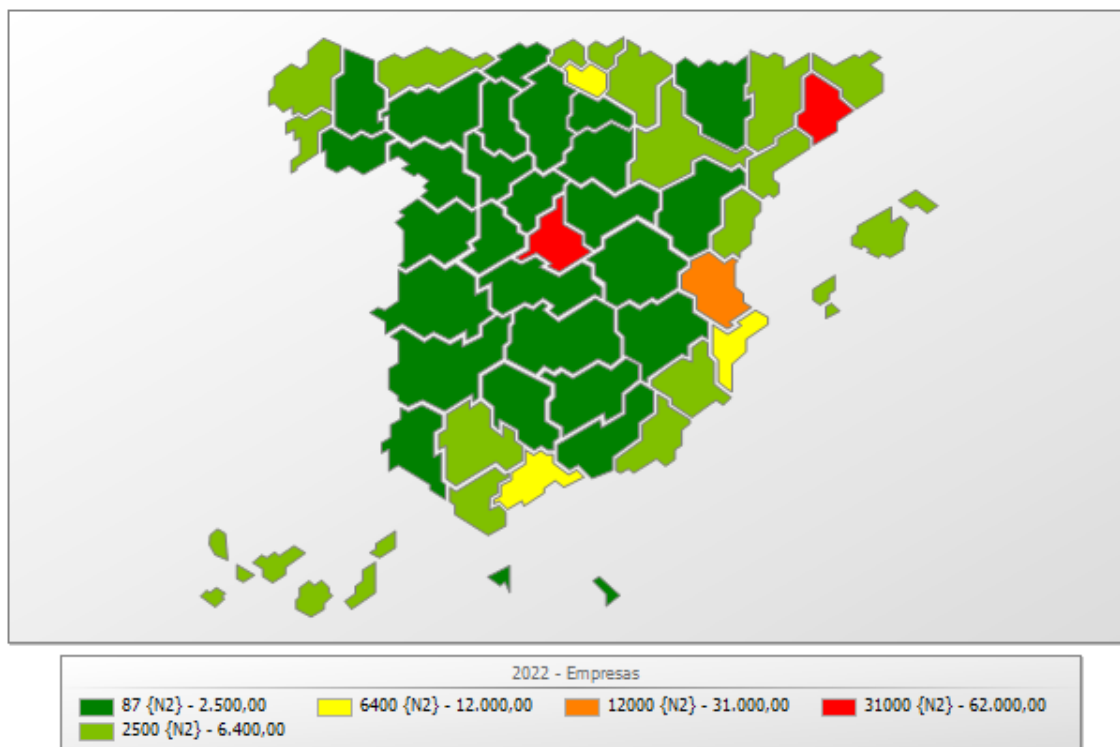 2022 - Empresas
87 {N2} - 2.500,00 6400 {N2} - 12.000,00 12000 {N2} - 31.000,00 31000 {N2} - 62.000,00
2500 {N2} - 6.400,00